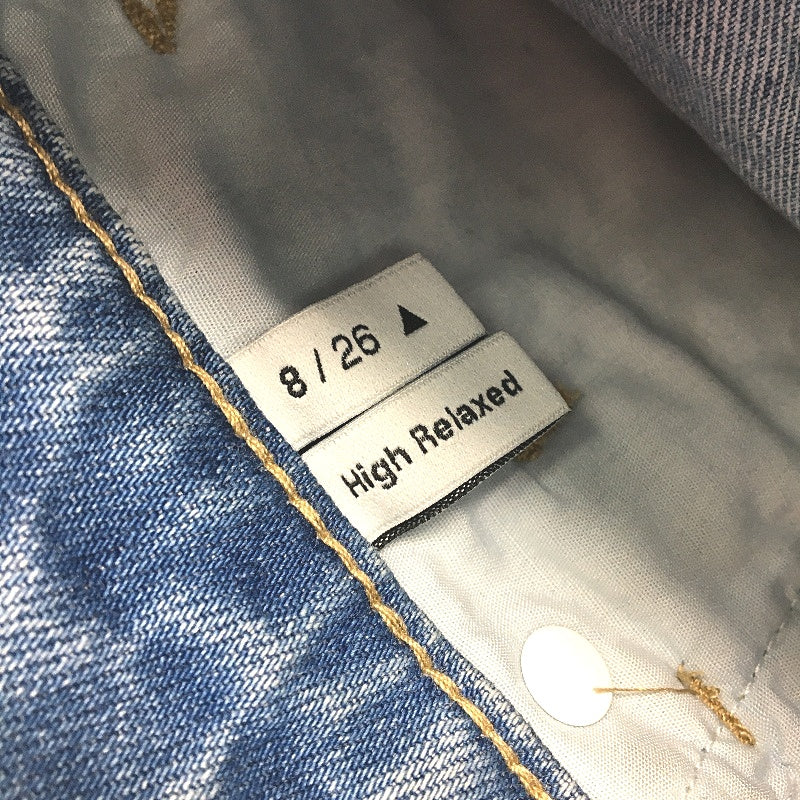 8 / 26 ▲
High Relaxed